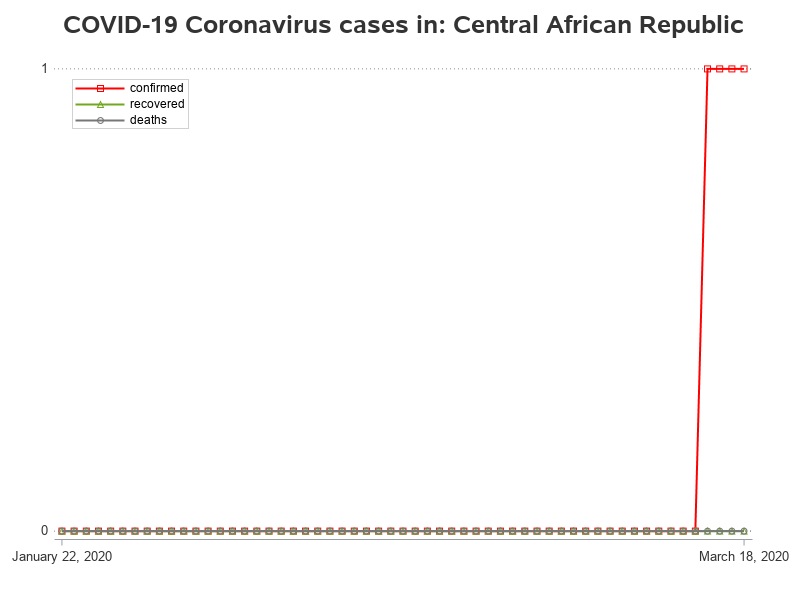 COVID-19 Coronavirus cases in: Central African Republic
1
confirmed
recovered
deaths
0
January 22, 2020
March 18, 2020